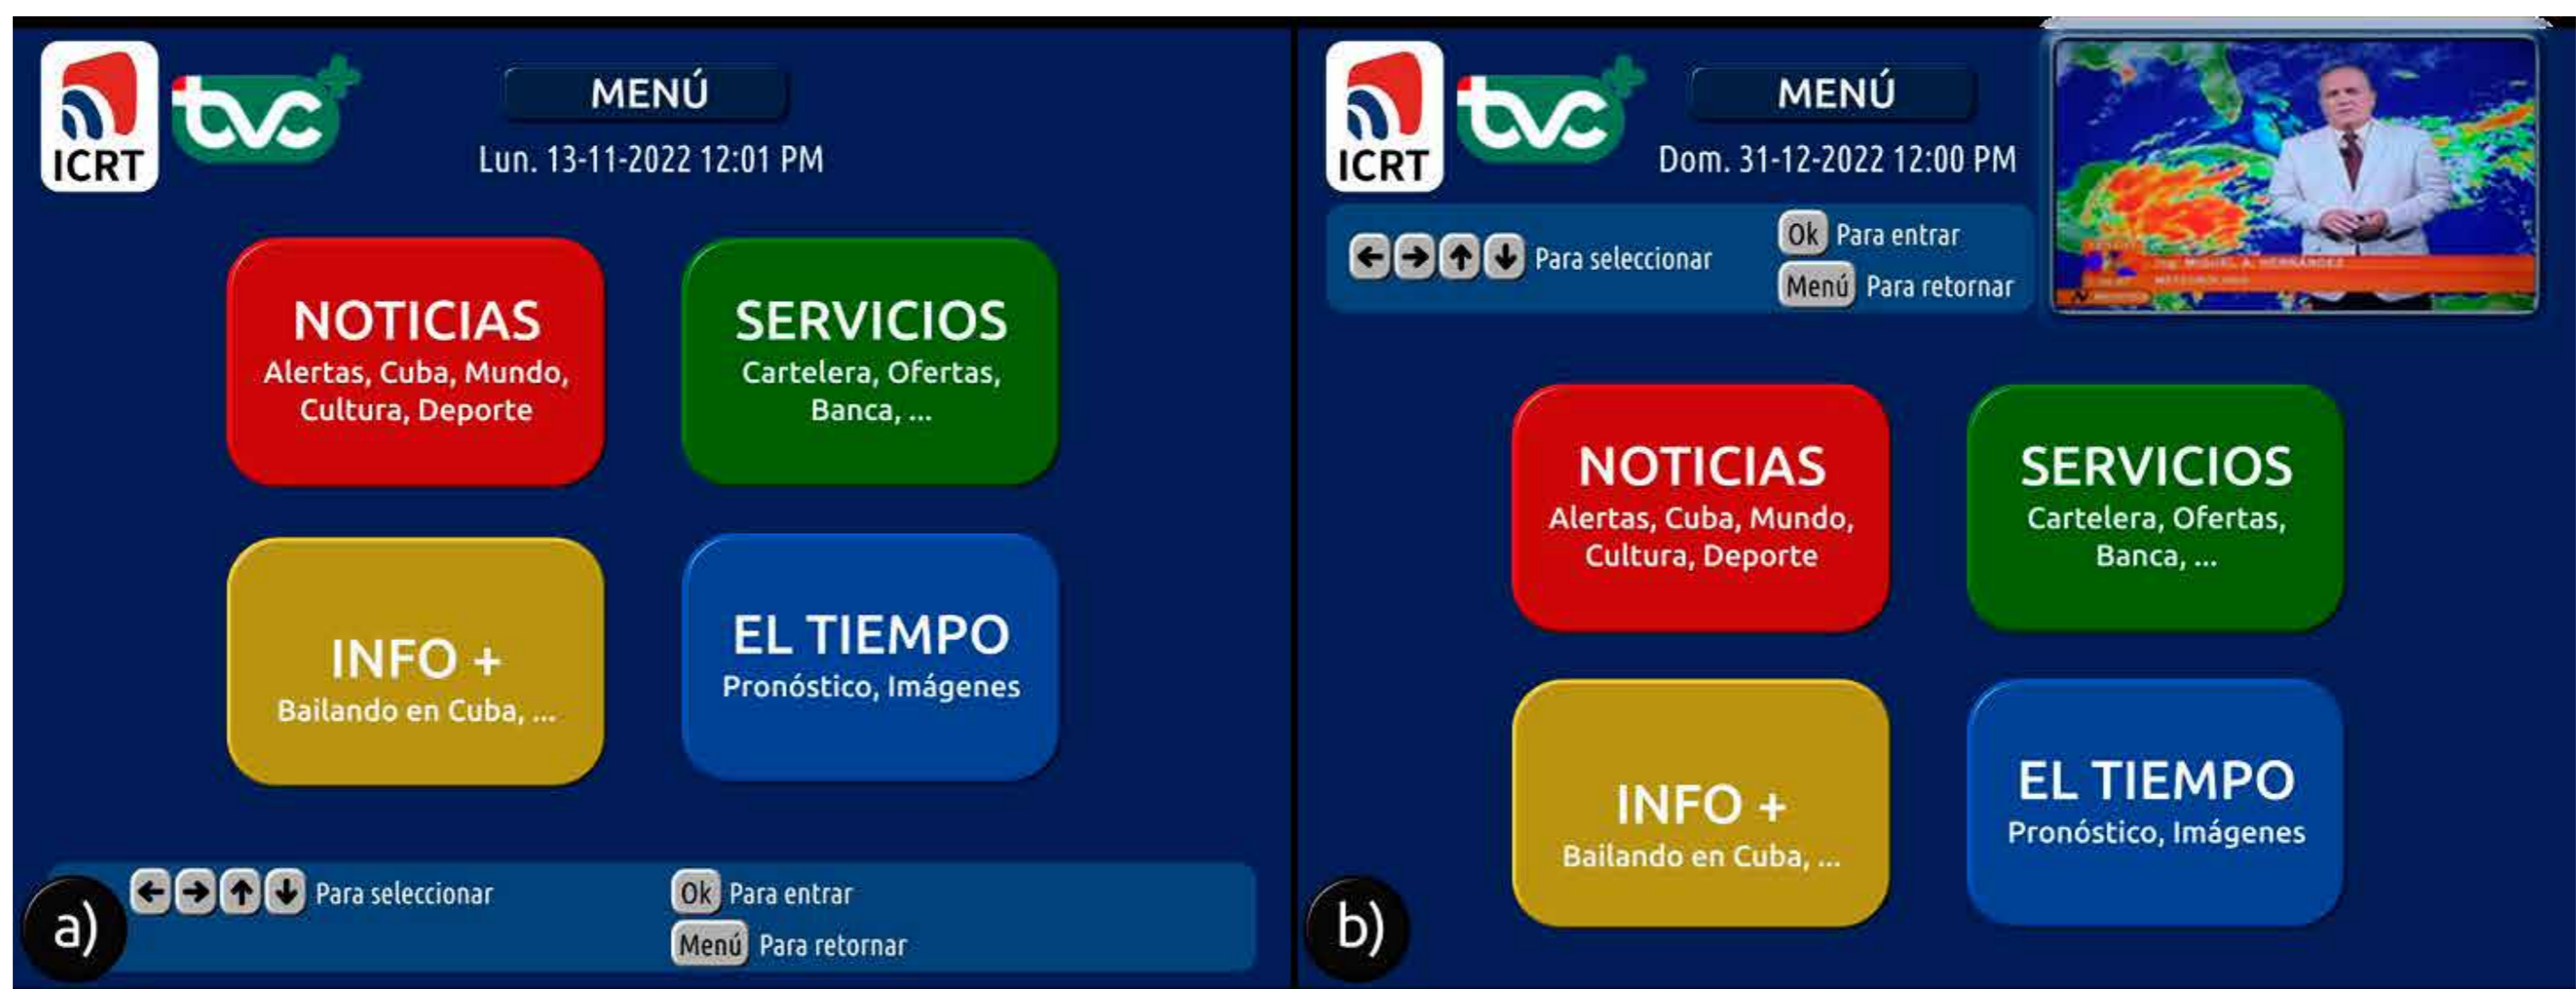 ICRT
tvc+
MENÚ
Lun. 13-11-2022 12:01 PM
NOTICIAS
Alertas, Cuba, Mundo,
Cultura, Deporte
SERVICIOS
Cartelera, Ofertas,
Banca, ...
INFO +
Bailando en Cuba, ...
EL TIEMPO
Pronóstico, Imágenes
a)
Para seleccionar
Ok Para entrar
Menú Para retornar
ICRT
tvc+
MENÚ
Dom. 31-12-2022 12:00 PM
Para seleccionar
Ok Para entrar
Menú Para retornar
MIGUEL A. HERNÁNDEZ
NOTICIAS
Alertas, Cuba, Mundo,
Cultura, Deporte
SERVICIOS
Cartelera, Ofertas,
Banca, ...
INFO +
Bailando en Cuba, ...
EL TIEMPO
Pronóstico, Imágenes
b)